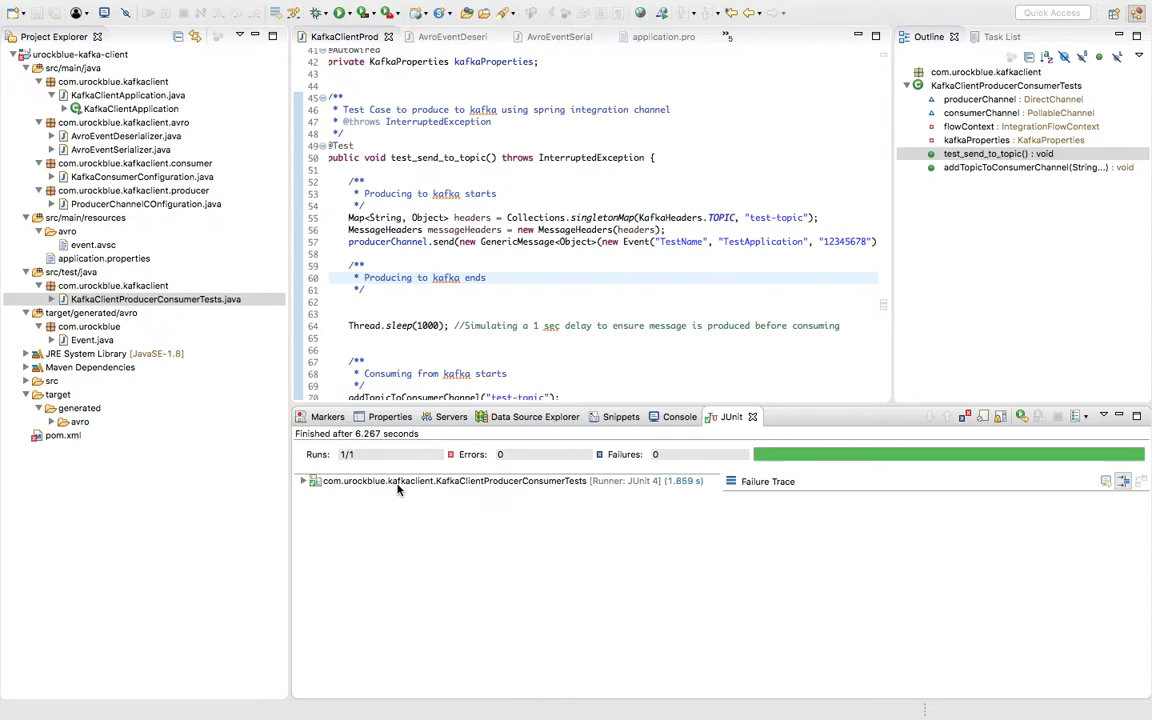 Quick Access
Project Explorer
urockblue-kafka-client
src/main/java
com.urockblue.kafkaclient
KafkaClientApplication.java
KafkaClientApplication
com.urockblue.kafkaclient.avro
AvroEventDeserializer.java
AvroEventSerializer.java
com.urockblue.kafkaclient.consumer
KafkaConsumerConfiguration.java
com.urockblue.kafkaclient.producer
ProducerChannelCOnfiguration.java
src/main/resources
avro
event.avsc
application.properties
src/test/java
com.urockblue.kafkaclient
KafkaClientProducerConsumerTests.java
target/generated/avro
com.urockblue
Event.java
JRE System Library [JavaSE-1.8]
Maven Dependencies
src
target
generated
avro
pom.xml
KafkaClientProd AvroEventDeseri AvroEventSerial application.pro »5
41 @Autowired
42 private KafkaProperties kafkaProperties;
43
44
45 /**
46 * Test Case to produce to kafka using spring integration channel
47 * @throws InterruptedException
48 */
49 @Test
50 public void test_send_to_topic() throws InterruptedException {
51
52 /**
53 * Producing to kafka starts
54 */
55 Map<String, Object> headers = Collections.singletonMap(KafkaHeaders.TOPIC, "test-topic");
56 MessageHeaders messageHeaders = new MessageHeaders(headers);
57 producerChannel.send(new GenericMessage<Object>(new Event("TestName", "TestApplication", "12345678")
58
59 /**
60 * Producing to kafka ends
61 */
62
63
64 Thread.sleep(1000); //Simulating a 1 sec delay to ensure message is produced before consuming
65
66
67 /**
68 * Consuming from kafka starts
69 */
70 addTopicToConsumerChannel("test-topic");
Outline Task List
com.urockblue.kafkaclient
KafkaClientProducerConsumerTests
producerChannel : DirectChannel
consumerChannel : PollableChannel
flowContext : IntegrationFlowContext
kafkaProperties : KafkaProperties
test_send_to_topic() : void
addTopicToConsumerChannel(String...) : void
Markers Properties Servers Data Source Explorer Snippets Console JUnit
Finished after 6.267 seconds
Runs: 1/1 Errors: 0 Failures: 0
com.urockblue.kafkaclient.KafkaClientProducerConsumerTests [Runner: JUnit 4] (1.859 s)
Failure Trace